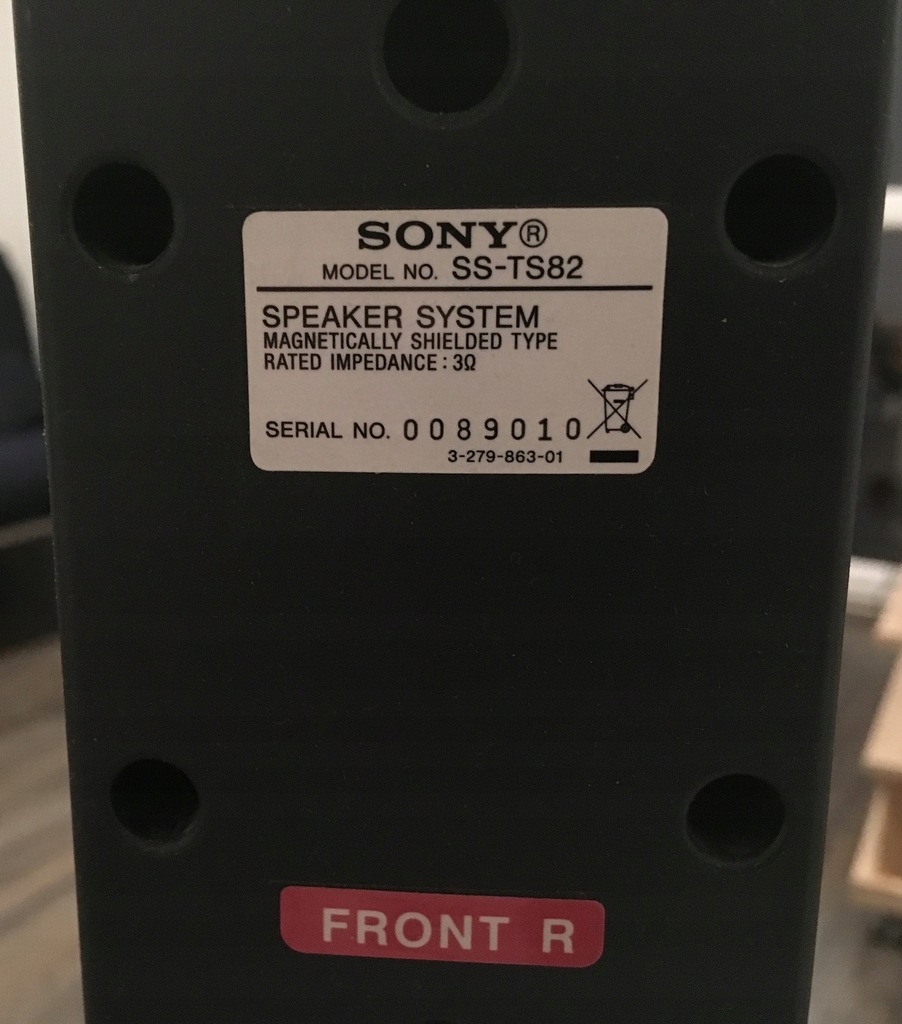 SONY®
MODEL NO. SS-TS82
SPEAKER SYSTEM
MAGNETICALLY SHIELDED TYPE
RATED IMPEDANCE : 3Ω
SERIAL NO. 0089010
3-279-863-01
FRONT R